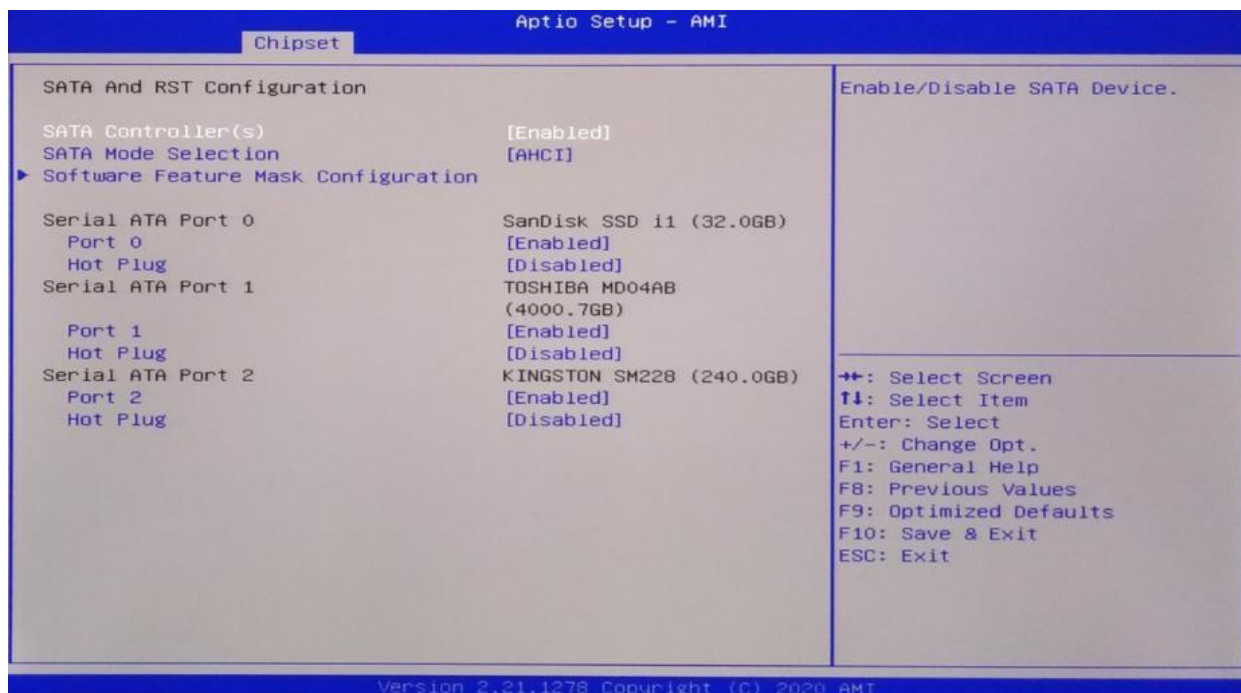 Aptio Setup - AMI
Chipset
SATA And RST Configuration
SATA Controller(s) [Enabled]
SATA Mode Selection [AHCI]
Software Feature Mask Configuration
Serial ATA Port 0 SanDisk SSD i1 (32.0GB)
Port 0 [Enabled]
Hot Plug [Disabled]
Serial ATA Port 1 TOSHIBA MD04AB
(4000.7GB)
Port 1 [Enabled]
Hot Plug [Disabled]
Serial ATA Port 2 KINGSTON SM228 (240.0GB)
Port 2 [Enabled]
Hot Plug [Disabled]
Enable/Disable SATA Device.
→←: Select Screen
↑↓: Select Item
Enter: Select
+/-: Change Opt.
F1: General Help
F8: Previous Values
F9: Optimized Defaults
F10: Save & Exit
ESC: Exit
Version 2.21.1278 Copyright (C) 2020 AMI